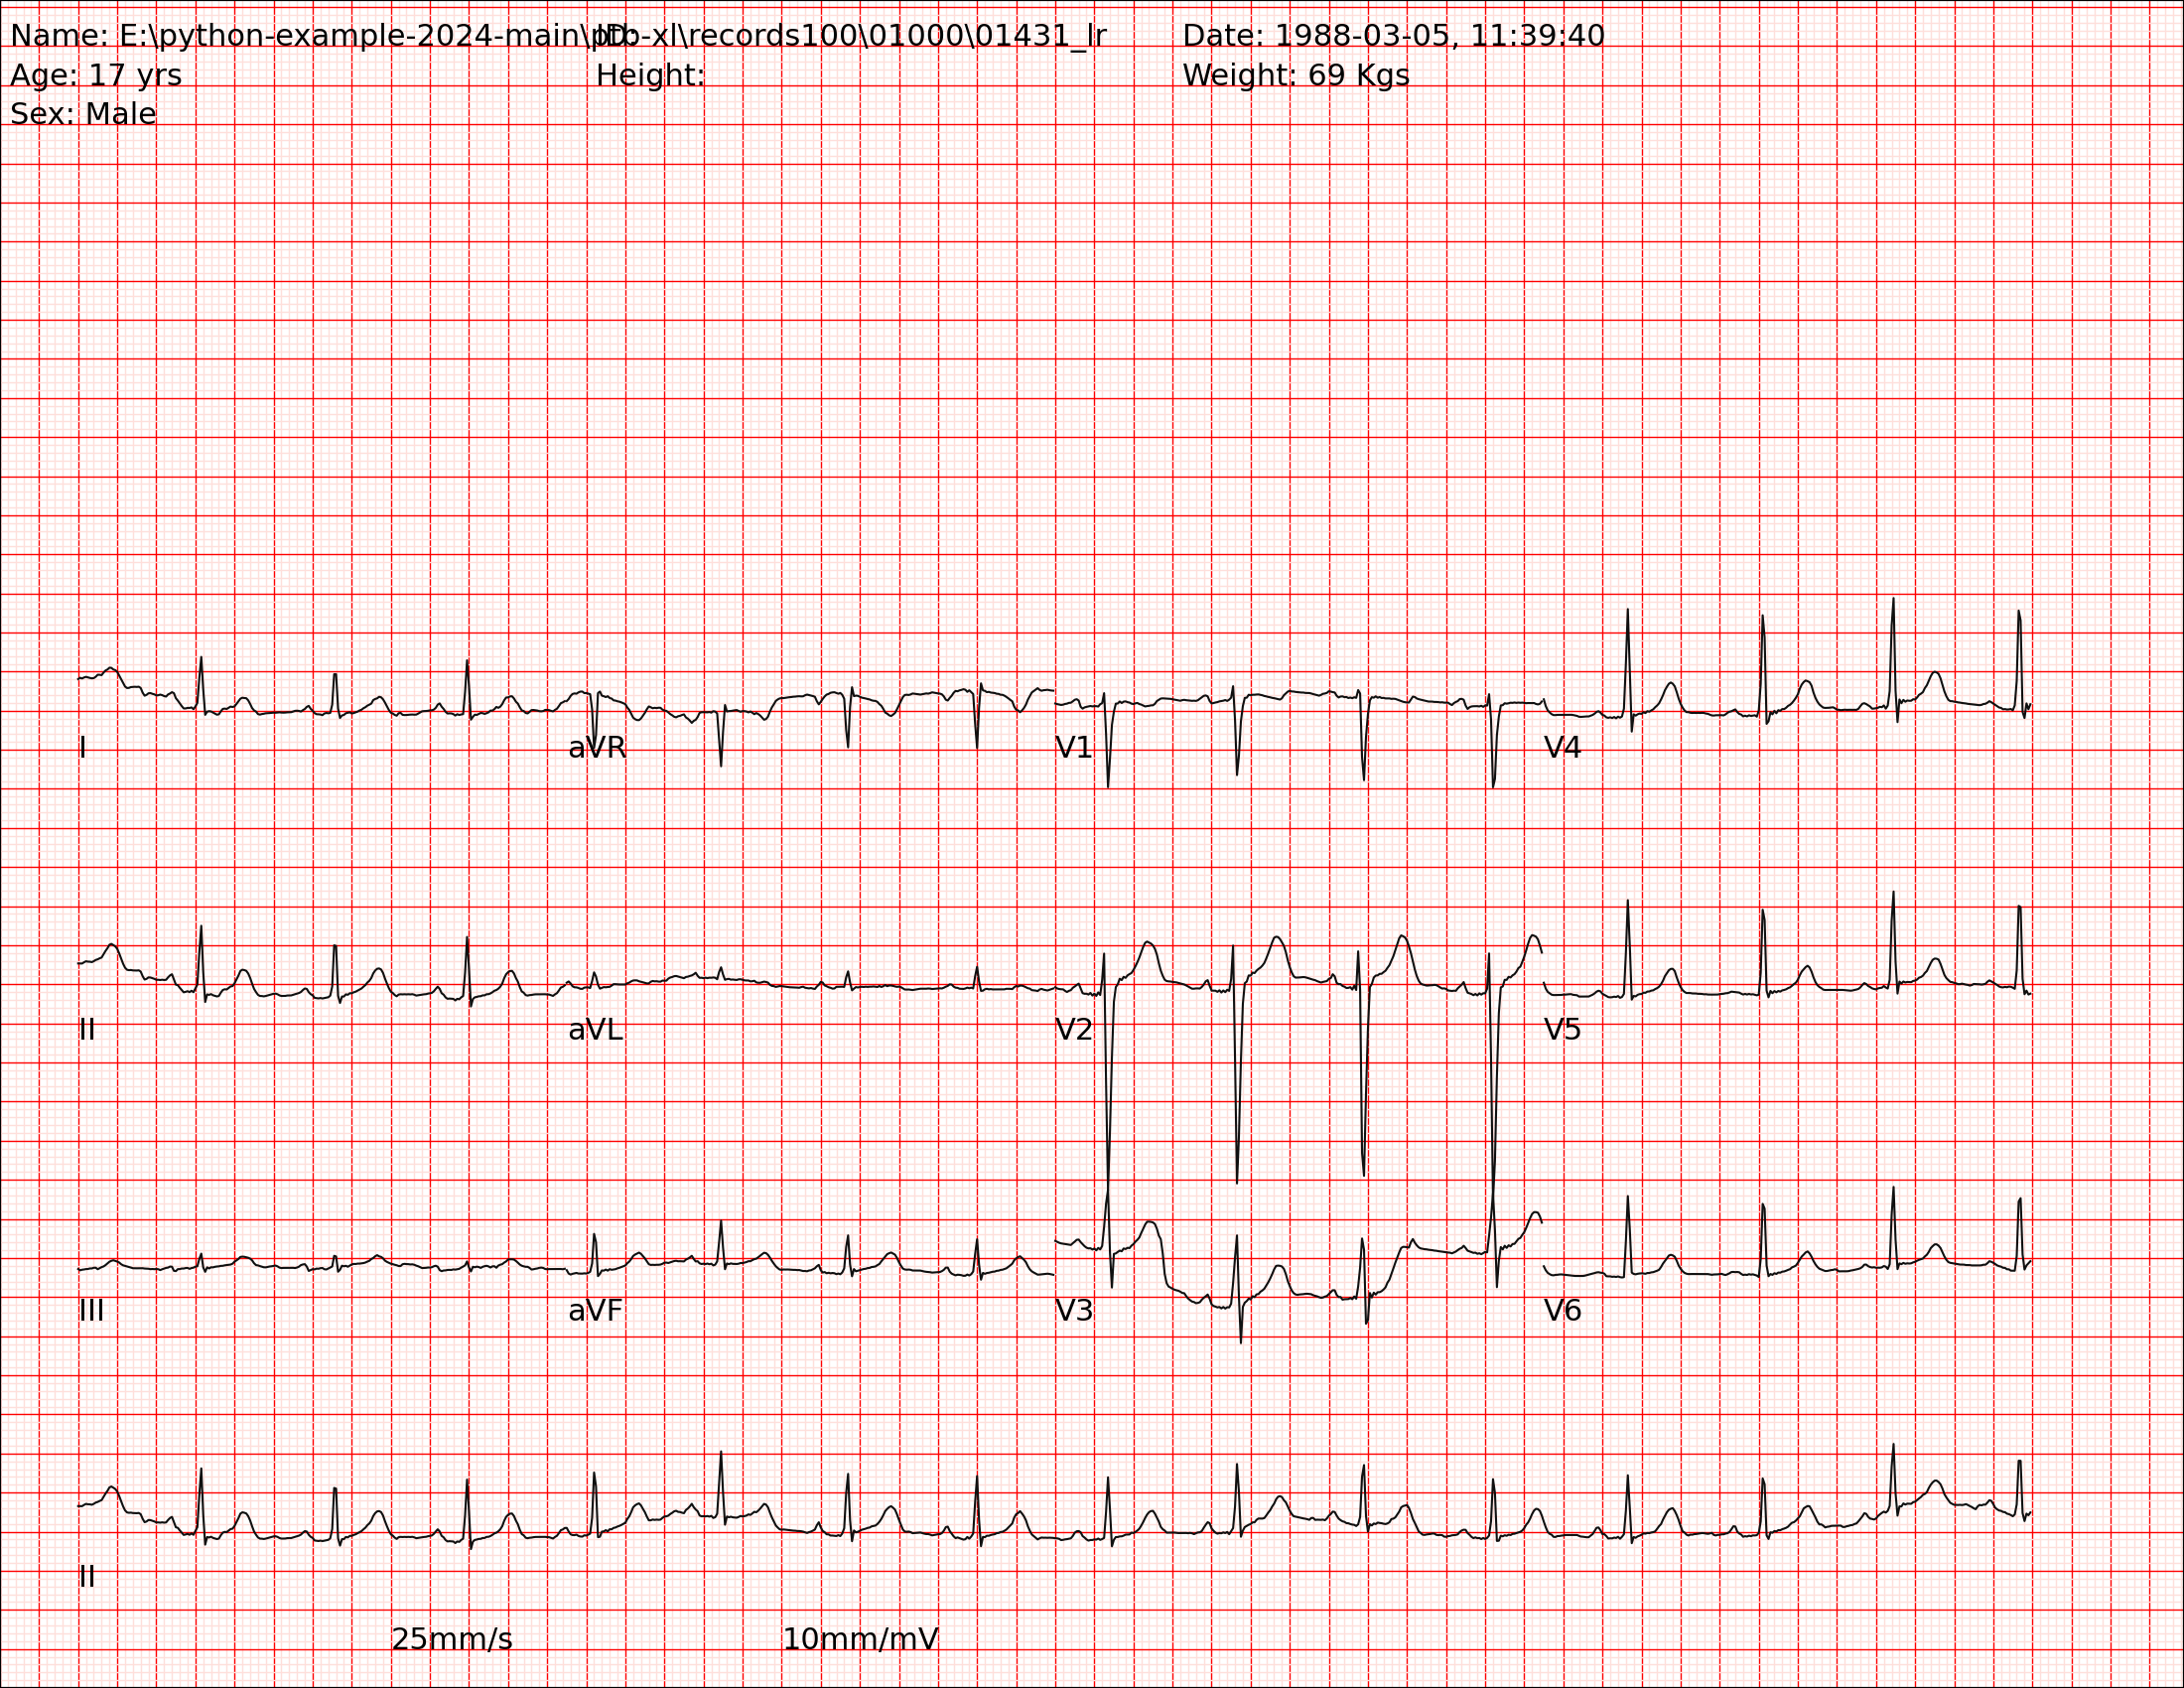 Name: E:\python-example-2024-main\ptb-xl\records100\01000\01431_lr ID: Date: 1988-03-05, 11:39:40
Age: 17 yrs Height: Weight: 69 Kgs
Sex: Male
I aVR V1 V4
II aVL V2 V5
III aVF V3 V6
II
25mm/s 10mm/mV